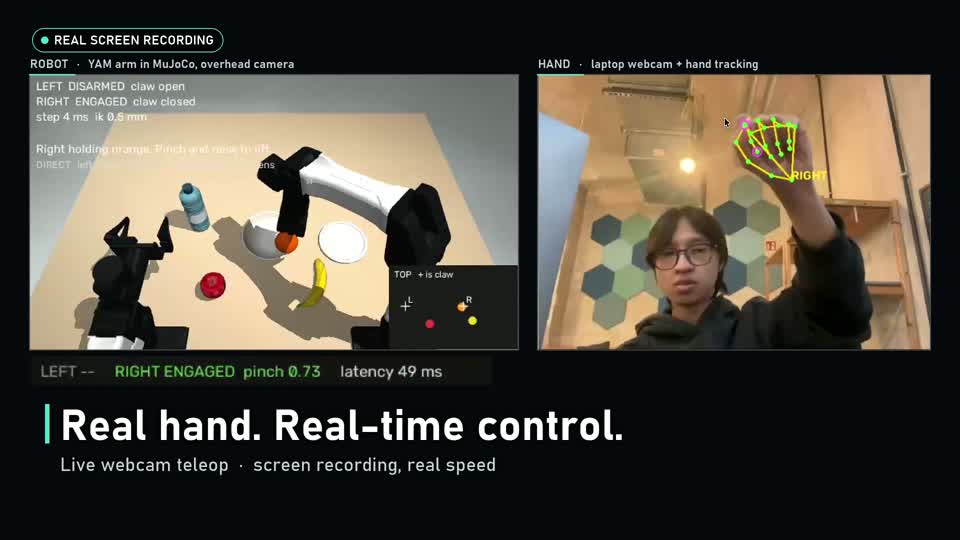 REAL SCREEN RECORDING
ROBOT · YAM arm in MuJoCo, overhead camera
HAND · laptop webcam + hand tracking
LEFT DISARMED claw open
RIGHT ENGAGED claw closed
step 4 ms ik 0.5 mm
Right holding orange. Pinch and raise to lift.
DIRECT left
RIGHT
TOP + is claw
L
R
LEFT -- RIGHT ENGAGED pinch 0.73 latency 49 ms
Real hand. Real-time control.
Live webcam teleop · screen recording, real speed